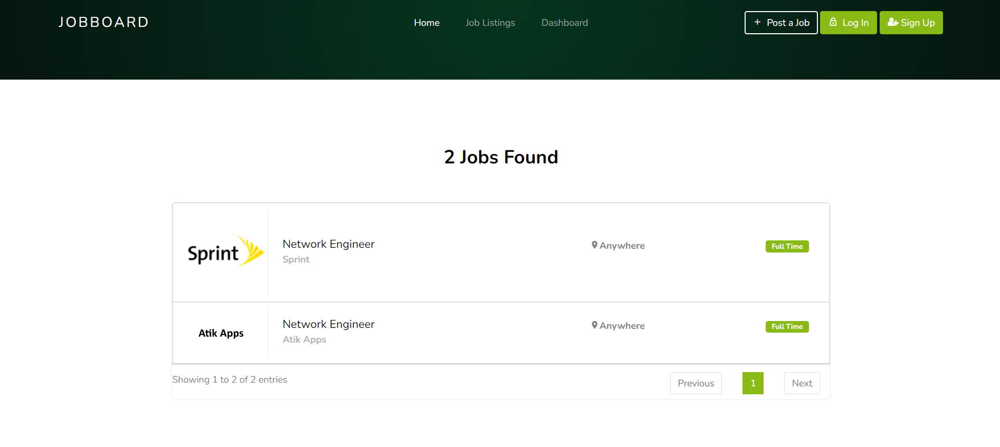 JOBBOARD Home Job Listings Dashboard + Post a Job Log In Sign Up
2 Jobs Found
Sprint
Network Engineer
Sprint
Anywhere
Full Time
Atik Apps
Network Engineer
Atik Apps
Anywhere
Full Time
Showing 1 to 2 of 2 entries
Previous 1 Next